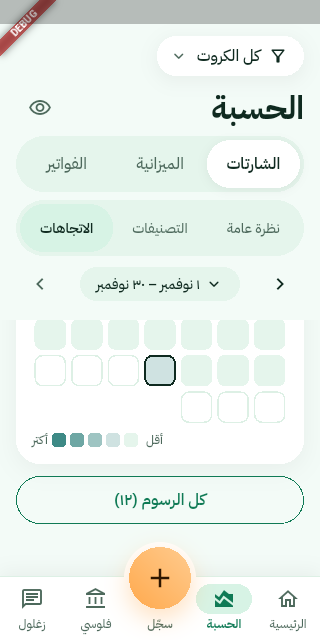 DEBUG
كل الكروت
الحسبة
الشارتات الميزانية الفواتير
نظرة عامة التصنيفات الاتجاهات
١ نوفمبر – ٣٠ نوفمبر
أقل أكثر
كل الرسوم (١٢)
الرئيسية الحسبة سجّل فلوسي زغلول